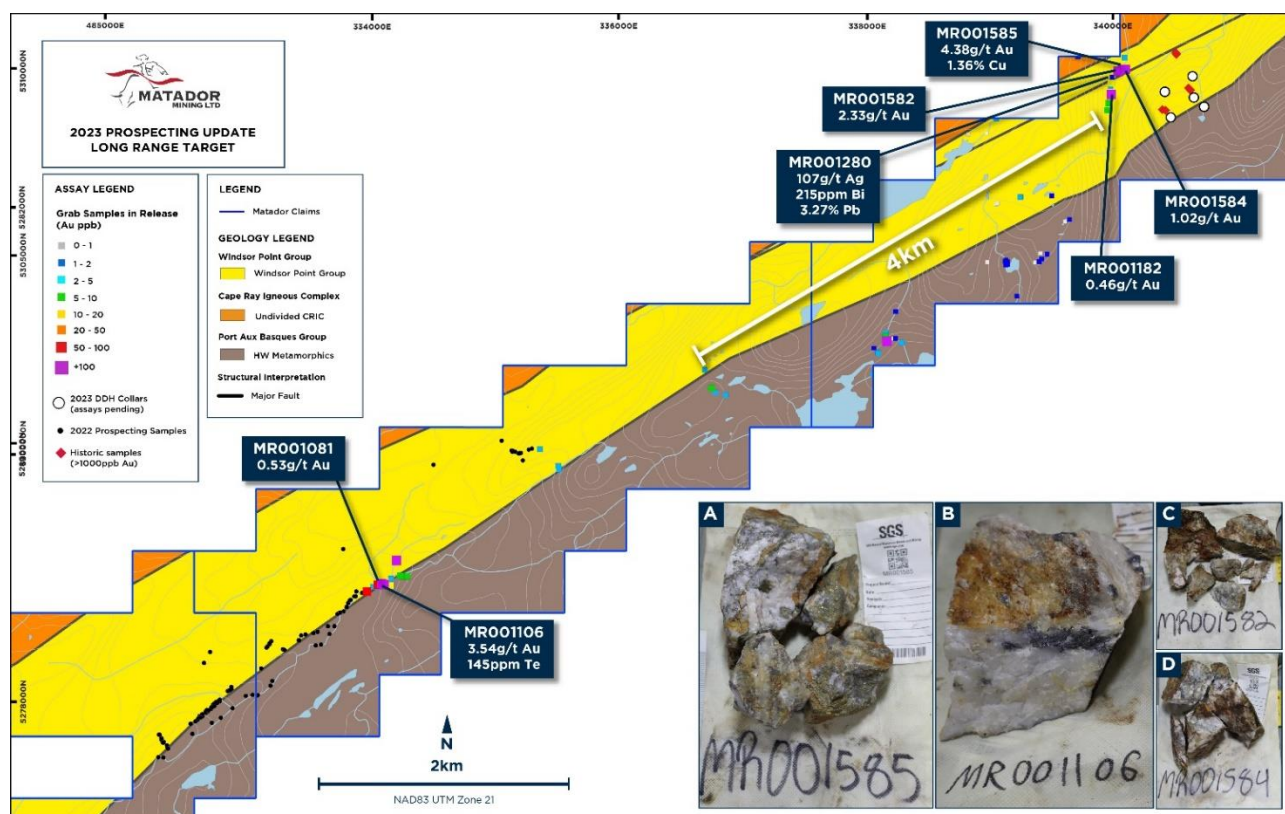 485000E
334000E
336000E
338000E
340000E
5310000N
5282000N
5305000N
5278000N
MATADOR
MINING LTD
2023 PROSPECTING UPDATE
LONG RANGE TARGET
ASSAY LEGEND
Grab Samples in Release
(Au ppb)
0 - 1
1 - 2
2 - 5
5 - 10
10 - 20
20 - 50
50 - 100
+100
2023 DDH Collars
(assays pending)
2022 Prospecting Samples
Historic samples
(>1000ppb Au)
LEGEND
Matador Claims
GEOLOGY LEGEND
Windsor Point Group
Windsor Point Group
Cape Ray Igneous Complex
Undivided CRIC
Port Aux Basques Group
HW Metamorphics
Structural Interpretation
Major Fault
MR001585
4.38g/t Au
1.36% Cu
MR001582
2.33g/t Au
MR001280
107g/t Ag
215ppm Bi
3.27% Pb
MR001584
1.02g/t Au
MR001182
0.46g/t Au
4km
MR001081
0.53g/t Au
MR001106
3.54g/t Au
145ppm Te
N
2km
NAD83 UTM Zone 21
A
SGS
MR001585
B
MR001106
C
MR001582
D
SGS
MR001584